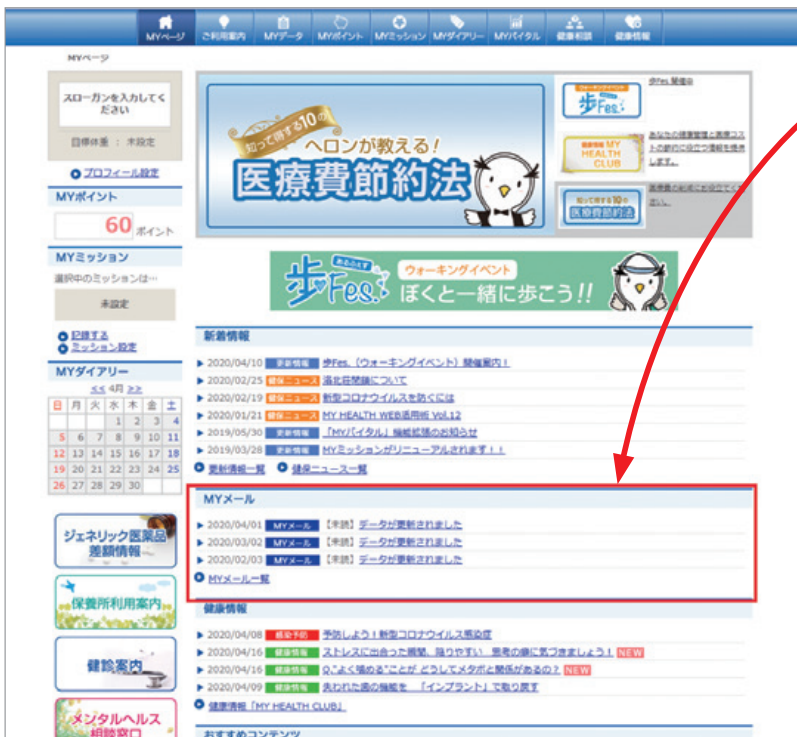 MYページ ご利用案内 MYデータ MYポイント MYミッション MYダイアリー MYバイタル 健康相談 健康情報
MYページ
スローガンを入力してく
ださい
目標体重 : 未設定
プロフィール設定
MYポイント
60 ポイント
MYミッション
選択中のミッションは…
未設定
記録する
ミッション設定
MYダイアリー
<< 4月 >>
日 月 火 水 木 金 土
1 2 3 4
5 6 7 8 9 10 11
12 13 14 15 16 17 18
19 20 21 22 23 24 25
26 27 28 29 30
ジェネリック医薬品
差額情報
保養所利用案内
健診案内
メンタルヘルス
相談窓口
知って得する10の
ヘロンが教える!
医療費節約法
ウォーキングイベント
歩Fes.
歩Fes.開催中
健康情報 MY
HEALTH
CLUB
あなたの健康管理と医療コス
トの節約に役立つ情報を提供
します。
知って得する10の
医療費節約法
医療費の削減にお役立てくだ
さい。
あるふぇす
歩Fes.
ウォーキングイベント
ぼくと一緒に歩こう!!
新着情報
2020/04/10 更新情報 歩Fes.(ウォーキングイベント)開催案内!
2020/02/25 健保ニュース 洛北荘閉鎖について
2020/02/19 健保ニュース 新型コロナウイルスを防ぐには
2020/01/21 健保ニュース MY HEALTH WEB活用術 Vol.12
2019/05/30 更新情報 「MYバイタル」機能拡張のお知らせ
2019/03/28 更新情報 MYミッションがリニューアルされます!!
更新情報一覧 健保ニュース一覧
MYメール
2020/04/01 MYメール 【未読】データが更新されました
2020/03/02 MYメール 【未読】データが更新されました
2020/02/03 MYメール 【未読】データが更新されました
MYメール一覧
健康情報
2020/04/08 感染予防 予防しよう!新型コロナウイルス感染症
2020/04/16 健康情報 ストレスに出会った瞬間、陥りやすい 思考の癖に気づきましょう! NEW
2020/04/16 健康情報 Q."よく噛める"ことが どうしてメタボと関係があるの? NEW
2020/04/09 健康情報 失われた歯の機能を 「インプラント」で取り戻す
健康情報「MY HEALTH CLUB」
おすすめコンテンツ